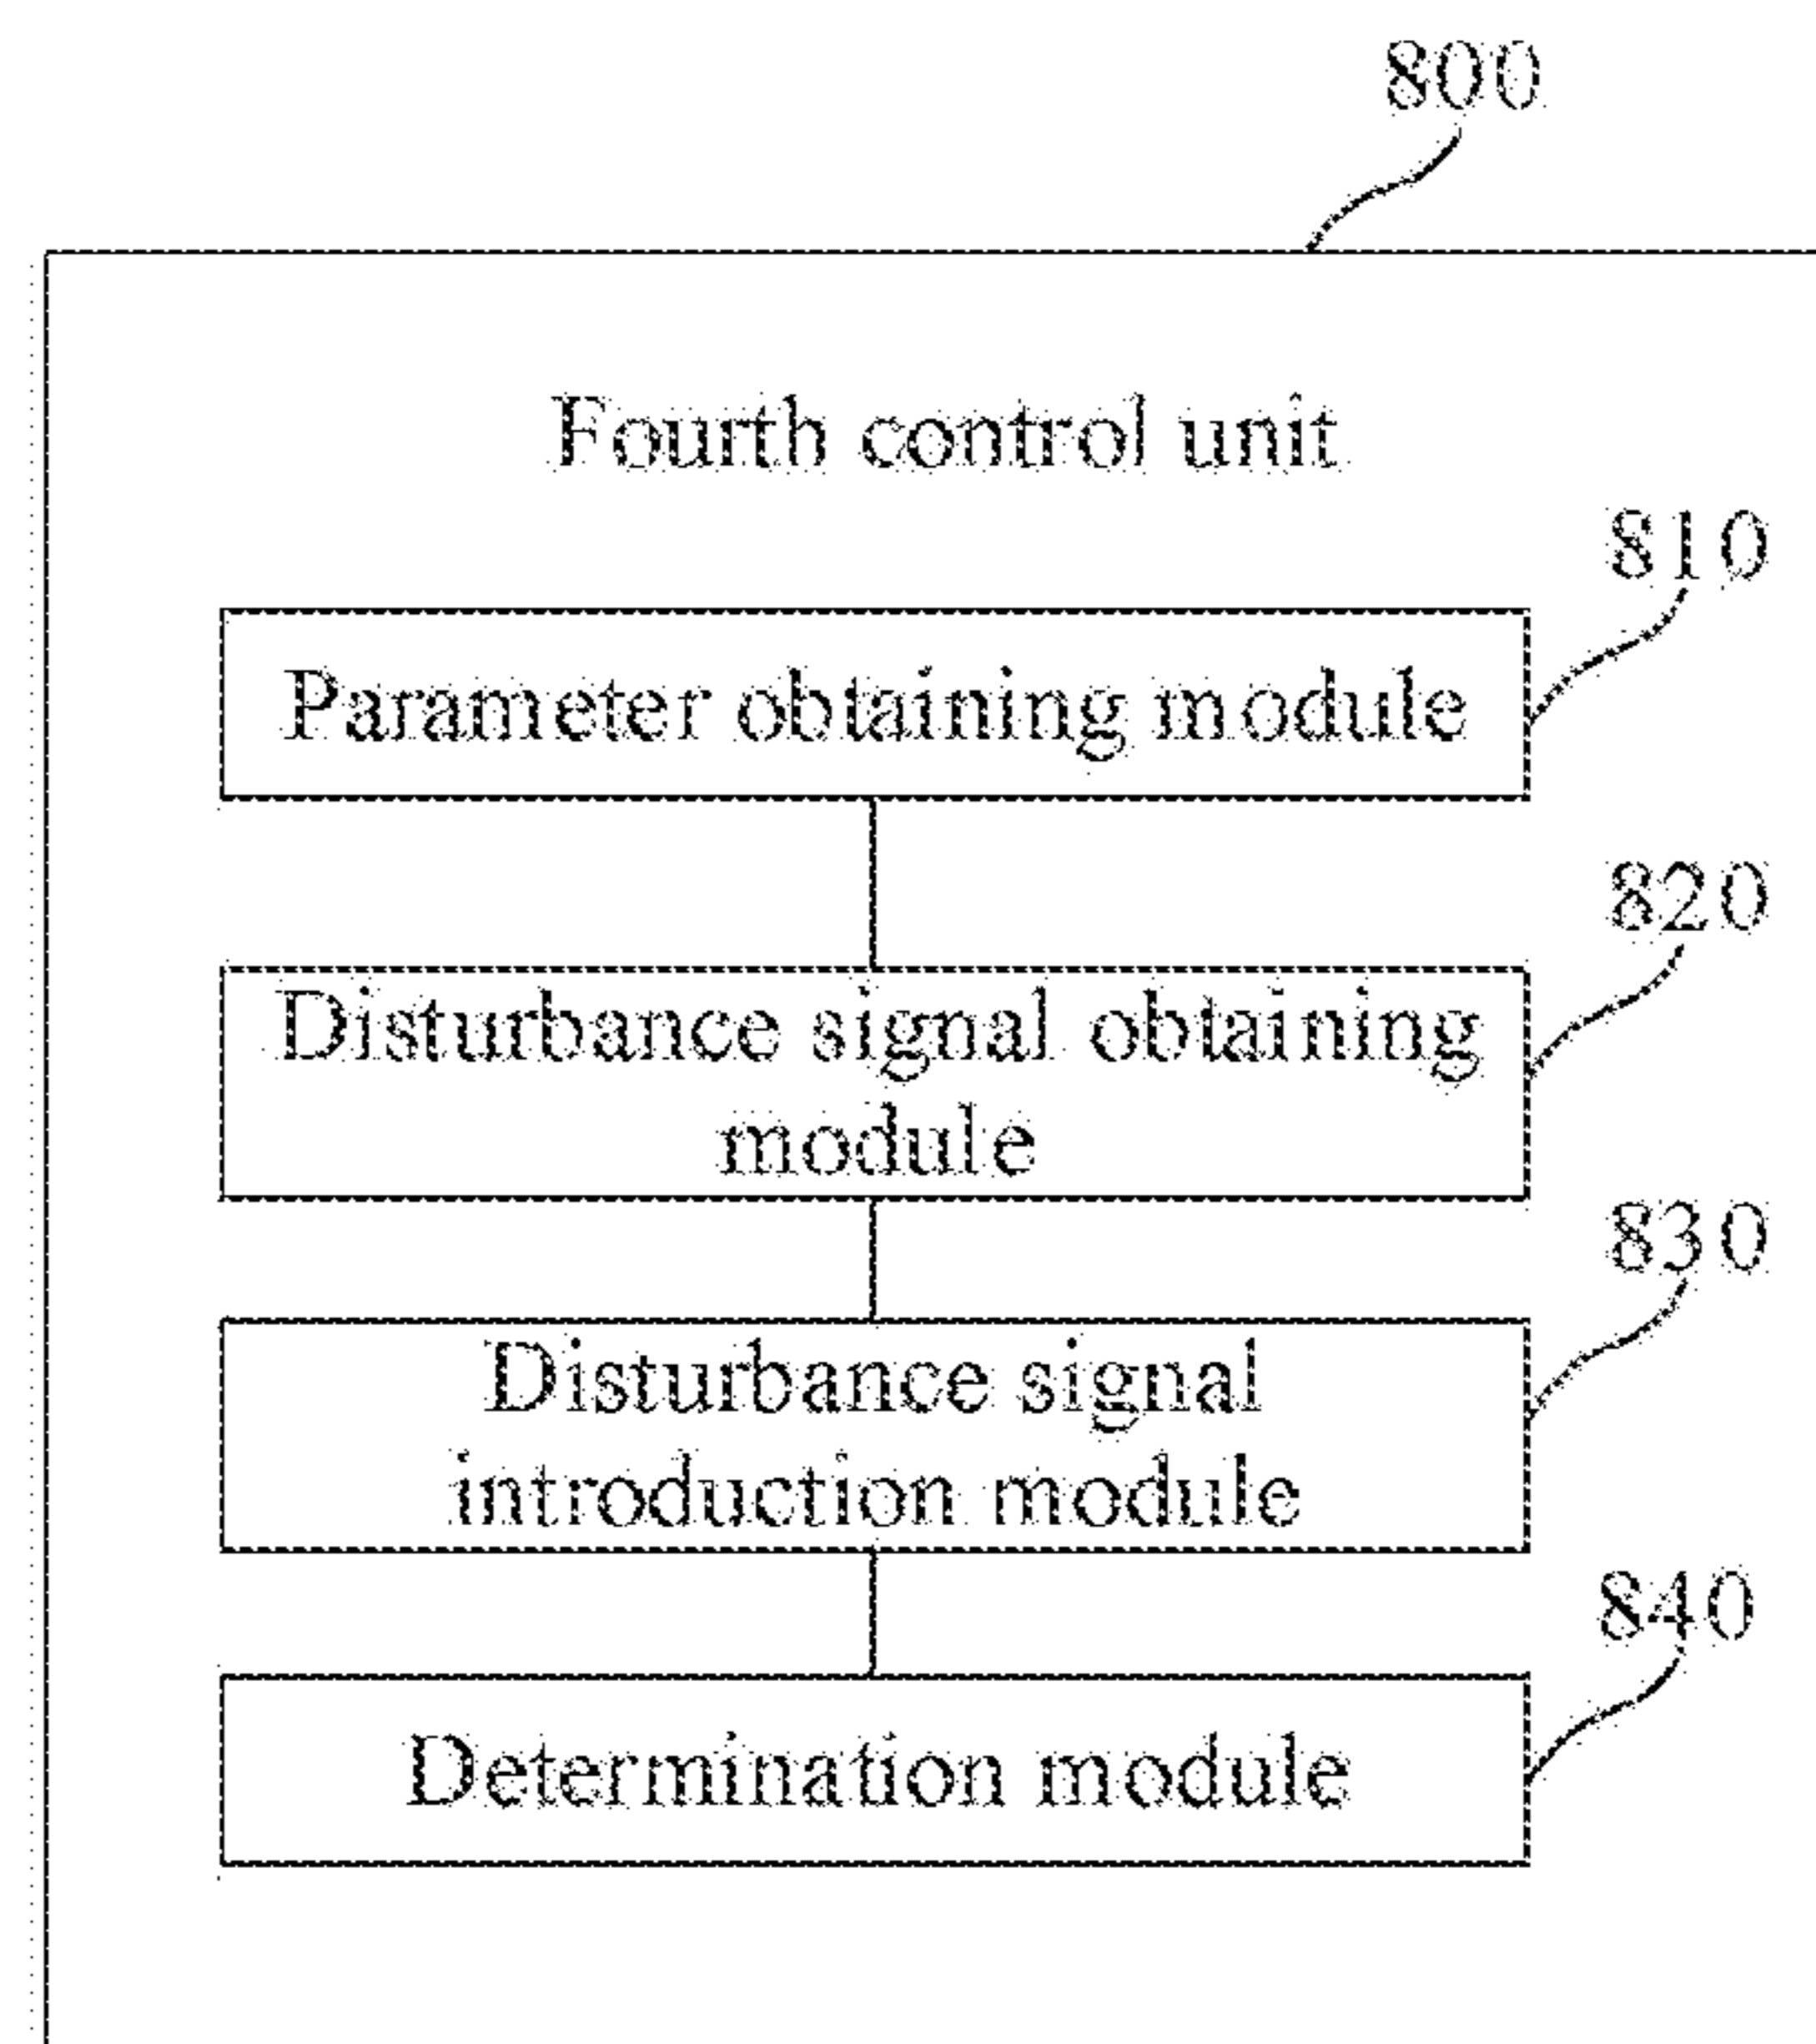 800
Fourth control unit
810
Parameter obtaining module
820
Disturbance signal obtaining
module
830
Disturbance signal
introduction module
840
Determination module